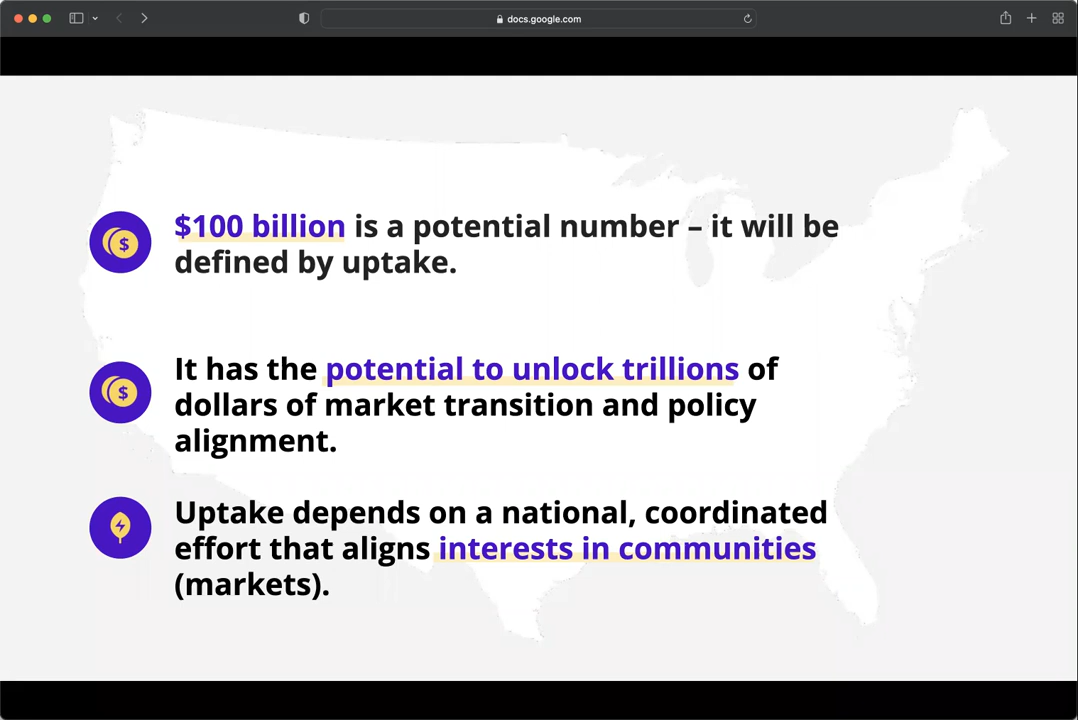 docs.google.com
$100 billion is a potential number – it will be
defined by uptake.
It has the potential to unlock trillions of
dollars of market transition and policy
alignment.
Uptake depends on a national, coordinated
effort that aligns interests in communities
(markets).